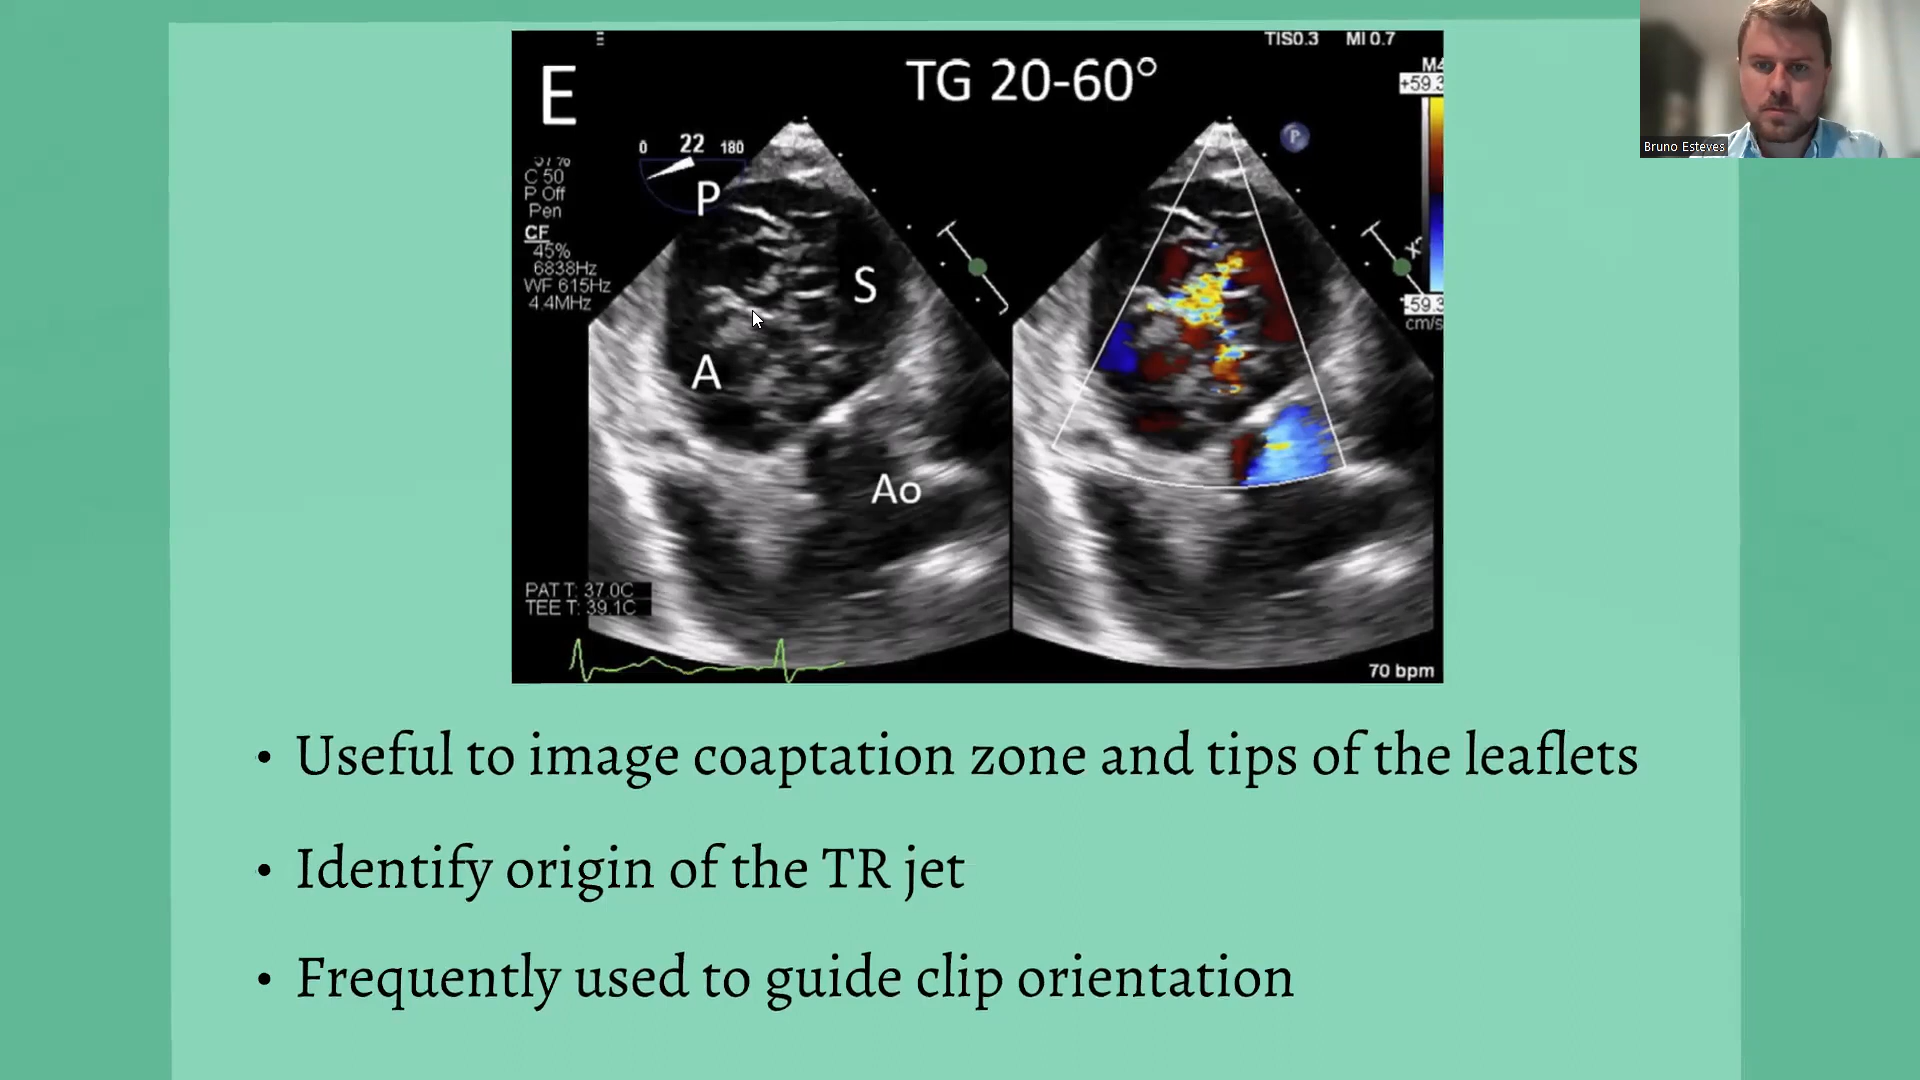 TIS0.3 MI 0.7
E
TG 20-60°
M4
+59.3
0 22 180
P
P
C 50
P Off
Pen
CF
45%
6838Hz
WF 615Hz
4.4MHz
S
-59.3
cm/s
A
Ao
PAT T: 37.0C
TEE T: 39.1C
70 bpm
Bruno Esteves
• Useful to image coaptation zone and tips of the leaflets
• Identify origin of the TR jet
• Frequently used to guide clip orientation